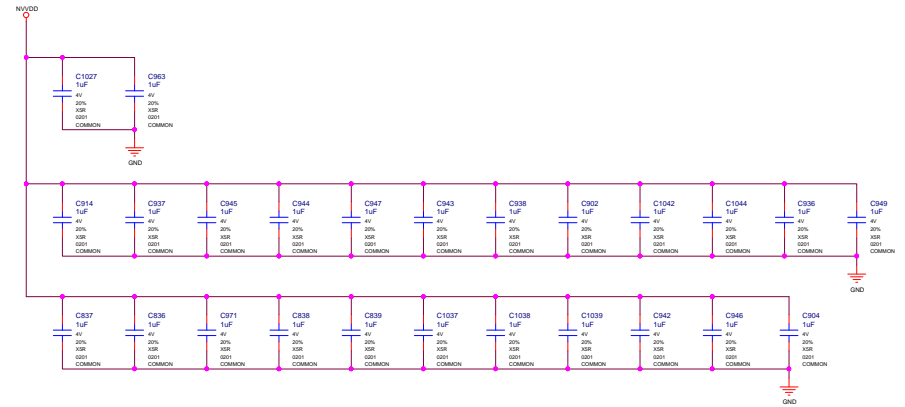 NVVDD
C1027 C963
1uF 1uF
4V 4V
20% 20%
X5R X5R
0201 0201
COMMON COMMON
GND
C914 C937 C945 C944 C947 C943 C938 C902 C1042 C1044 C936 C949
1uF 1uF 1uF 1uF 1uF 1uF 1uF 1uF 1uF 1uF 1uF 1uF
4V 4V 4V 4V 4V 4V 4V 4V 4V 4V 4V 4V
20% 20% 20% 20% 20% 20% 20% 20% 20% 20% 20% 20%
X5R X5R X5R X5R X5R X5R X5R X5R X5R X5R X5R X5R
0201 0201 0201 0201 0201 0201 0201 0201 0201 0201 0201 0201
COMMON COMMON COMMON COMMON COMMON COMMON COMMON COMMON COMMON COMMON COMMON COMMON
GND
C837 C836 C971 C838 C839 C1037 C1038 C1039 C942 C946 C904
1uF 1uF 1uF 1uF 1uF 1uF 1uF 1uF 1uF 1uF 1uF
4V 4V 4V 4V 4V 4V 4V 4V 4V 4V 4V
20% 20% 20% 20% 20% 20% 20% 20% 20% 20% 20%
X5R X5R X5R X5R X5R X5R X5R X5R X5R X5R X5R
0201 0201 0201 0201 0201 0201 0201 0201 0201 0201 0201
COMMON COMMON COMMON COMMON COMMON COMMON COMMON COMMON COMMON COMMON COMMON
GND